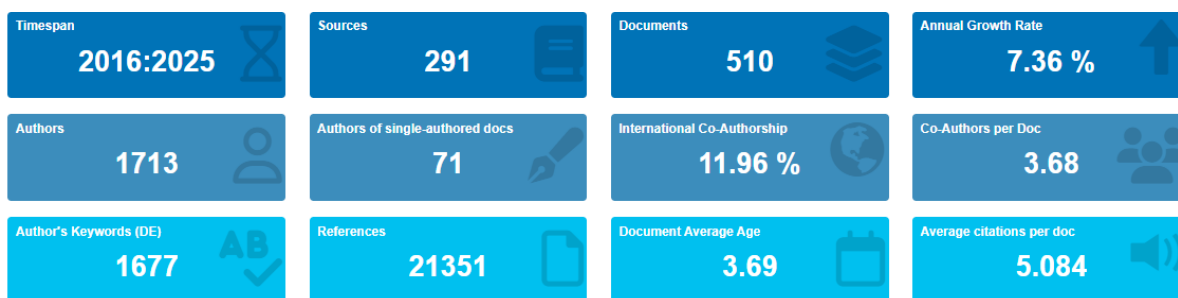 Timespan
2016:2025
Sources
291
Documents
510
Annual Growth Rate
7.36 %
Authors
1713
Authors of single-authored docs
71
International Co-Authorship
11.96 %
Co-Authors per Doc
3.68
Author's Keywords (DE)
1677
AB
References
21351
Document Average Age
3.69
Average citations per doc
5.084